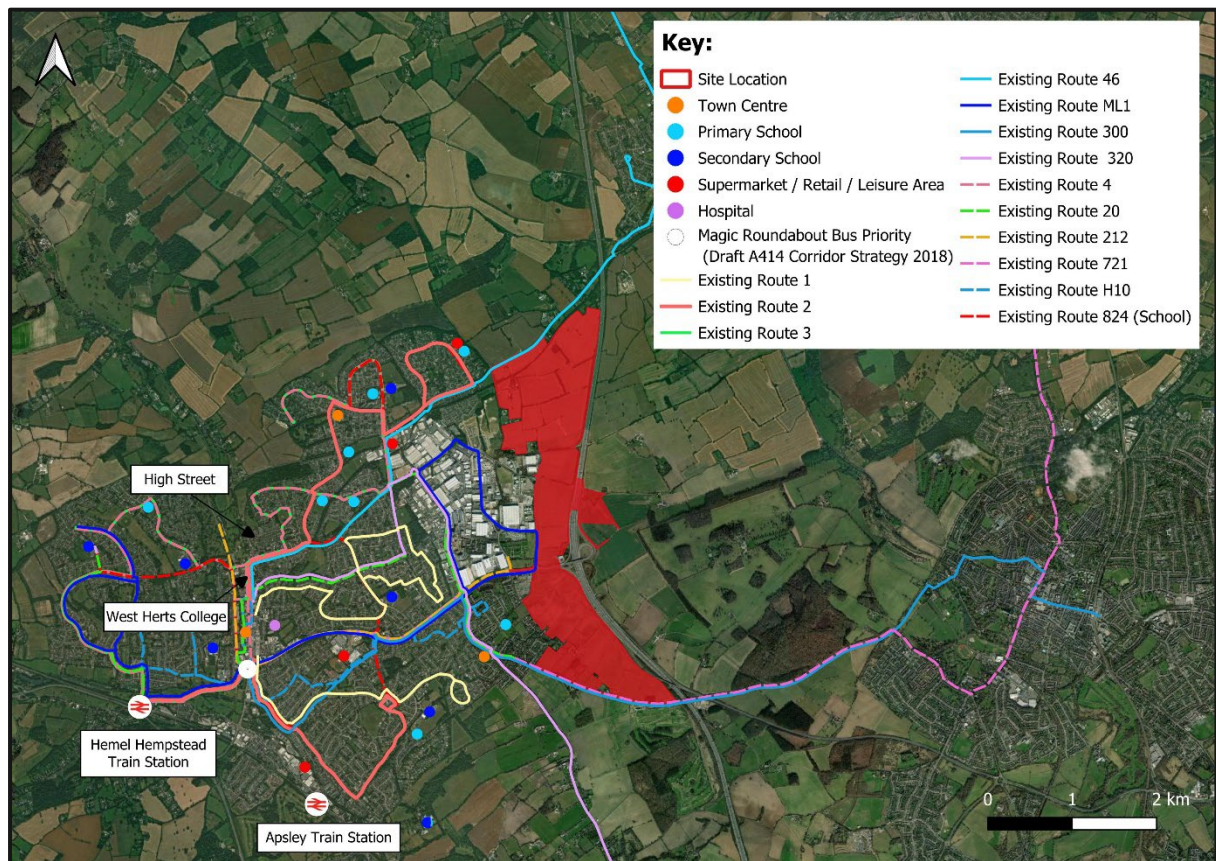 Key:
Site Location
Town Centre
Primary School
Secondary School
Supermarket / Retail / Leisure Area
Hospital
Magic Roundabout Bus Priority
(Draft A414 Corridor Strategy 2018)
Existing Route 1
Existing Route 2
Existing Route 3
Existing Route 46
Existing Route ML1
Existing Route 300
Existing Route 320
Existing Route 4
Existing Route 20
Existing Route 212
Existing Route 721
Existing Route H10
Existing Route 824 (School)
High Street
West Herts College
Hemel Hempstead
Train Station
Apsley Train Station
0 1 2 km